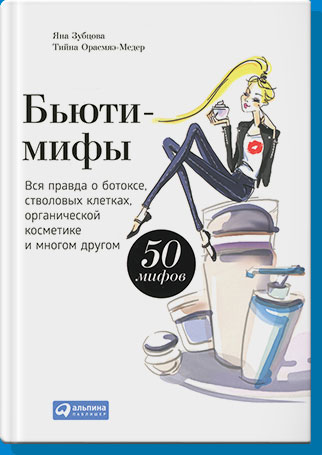 Яна Зубцова
Тийна Орасмяэ-Медер
Бьюти-
мифы
Вся правда о ботоксе,
стволовых клетках,
органической
косметике
и многом другом
50
мифов
альпина
ПАБЛИШЕР